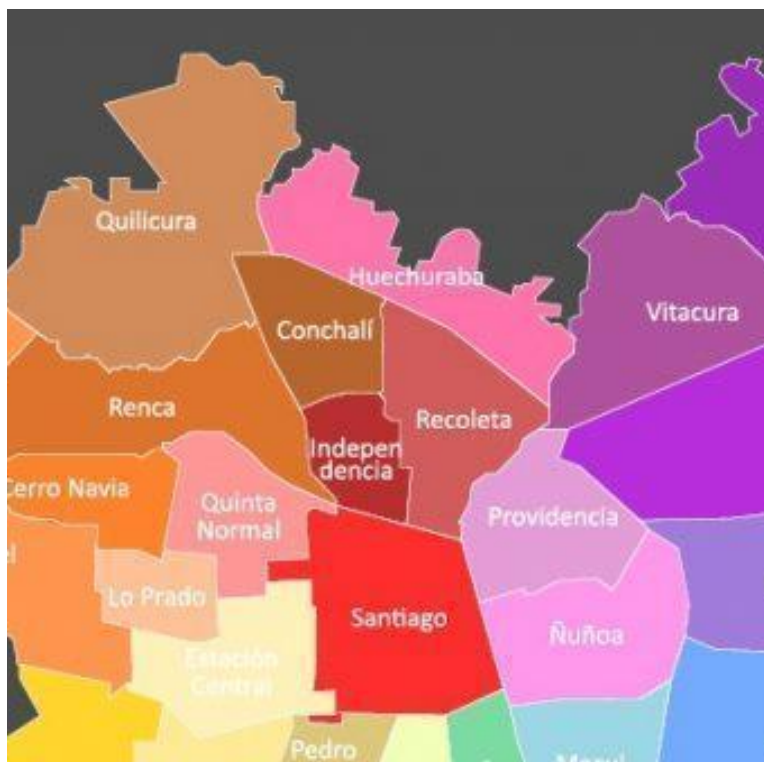 Quilicura
Huechuraba
Vitacura
Conchalí
Renca
Recoleta
Indepen
dencia
Cerro Navia
Quinta
Normal
Providencia
Lo Prado
Santiago
Ñuñoa
Estación
Central
Pedro